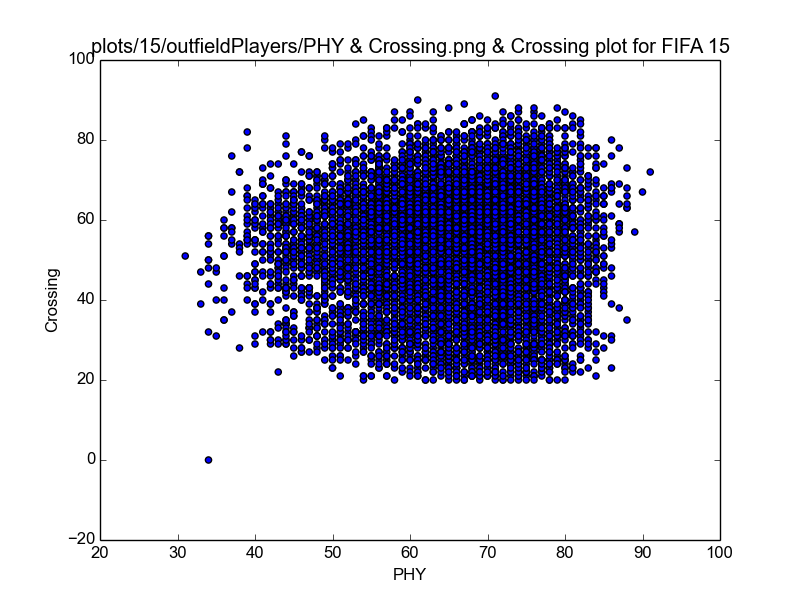 plots/15/outfieldPlayers/PHY & Crossing.png & Crossing plot for FIFA 15
100
80
60
40
20
0
−20
Crossing
20 30 40 50 60 70 80 90 100
PHY